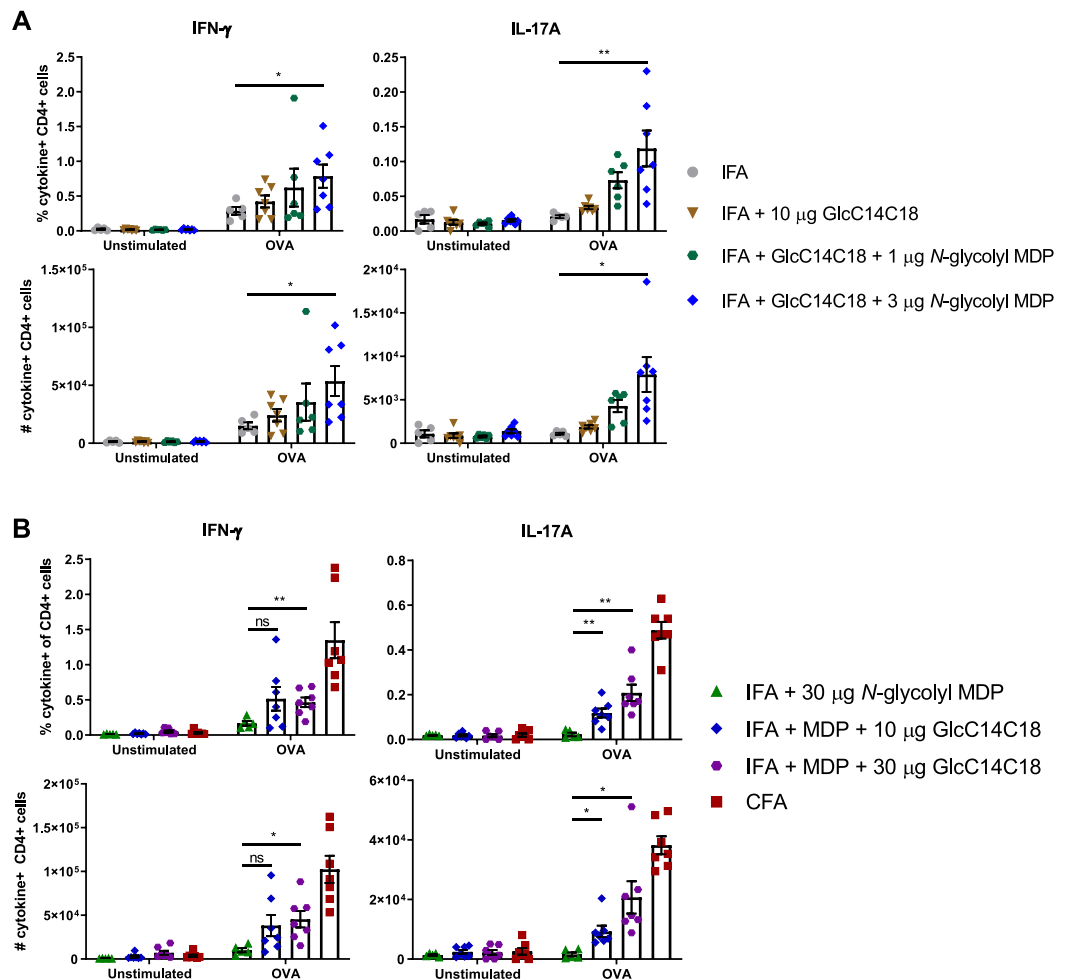 A
IFN-γ
IL-17A
% cytokine+ CD4+ cells
2.5
2.0
1.5
1.0
0.5
0.0
*
Unstimulated
OVA
0.25
0.20
0.15
0.10
0.05
0.00
**
Unstimulated
OVA
# cytokine+ CD4+ cells
1.5×10⁵
1×10⁵
5×10⁴
0
*
Unstimulated
OVA
2×10⁴
1×10⁴
5×10³
0
*
Unstimulated
OVA
IFA
IFA + 10 μg GlcC14C18
IFA + GlcC14C18 + 1 μg N-glycolyl MDP
IFA + GlcC14C18 + 3 μg N-glycolyl MDP
B
IFN-γ
IL-17A
% cytokine+ of CD4+ cells
2.5
2.0
1.5
1.0
0.5
0.0
**
ns
Unstimulated
OVA
0.8
0.6
0.4
0.2
0.0
**
**
Unstimulated
OVA
# cytokine+ CD4+ cells
2×10⁵
1.5×10⁵
1×10⁵
5×10⁴
0
*
ns
Unstimulated
OVA
6×10⁴
4×10⁴
2×10⁴
0
*
*
Unstimulated
OVA
IFA + 30 μg N-glycolyl MDP
IFA + MDP + 10 μg GlcC14C18
IFA + MDP + 30 μg GlcC14C18
CFA